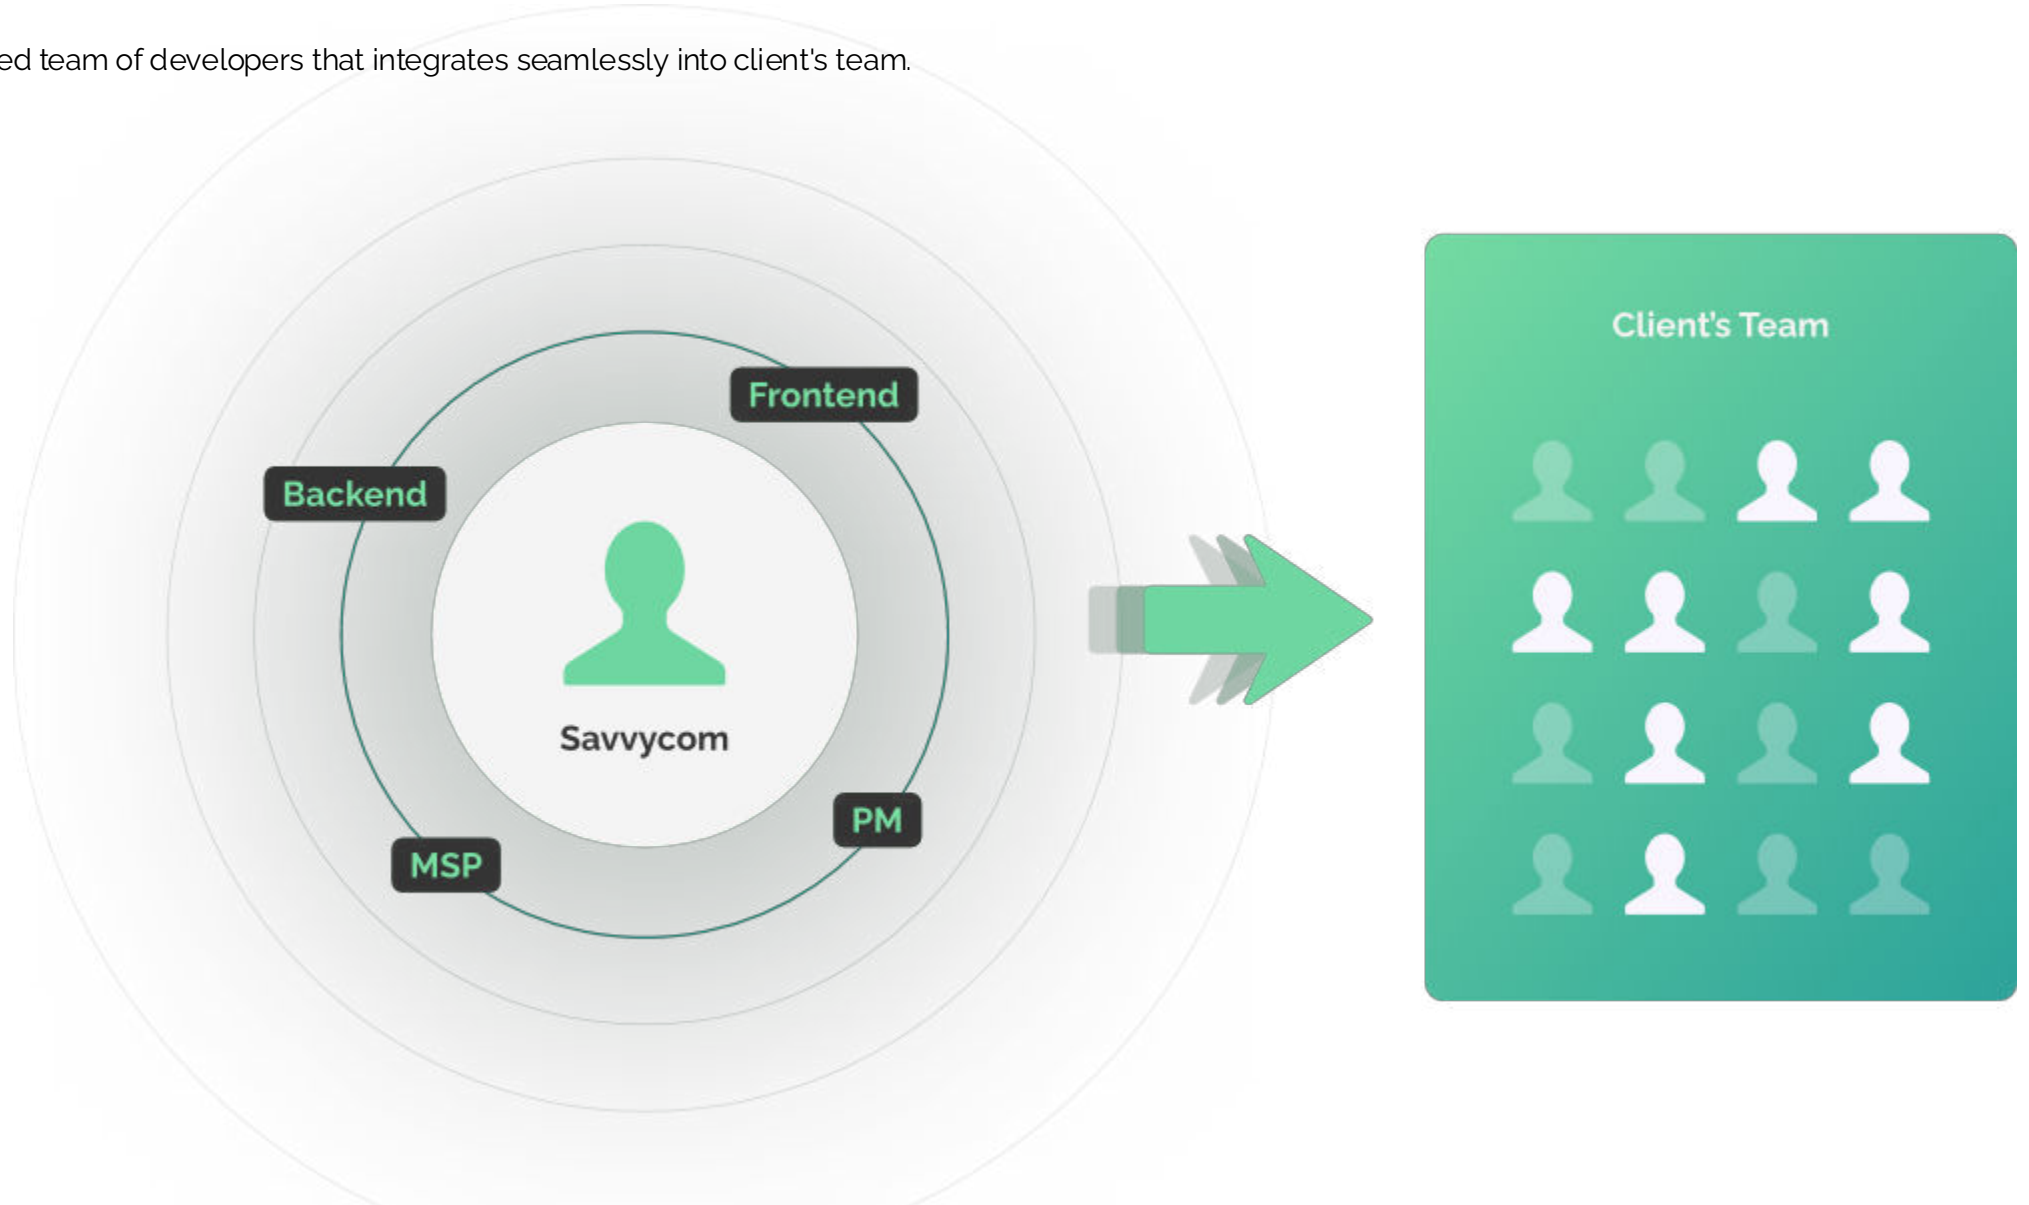 ed team of developers that integrates seamlessly into client's team.
Client's Team
Frontend
Backend
Savvycom
PM
MSP